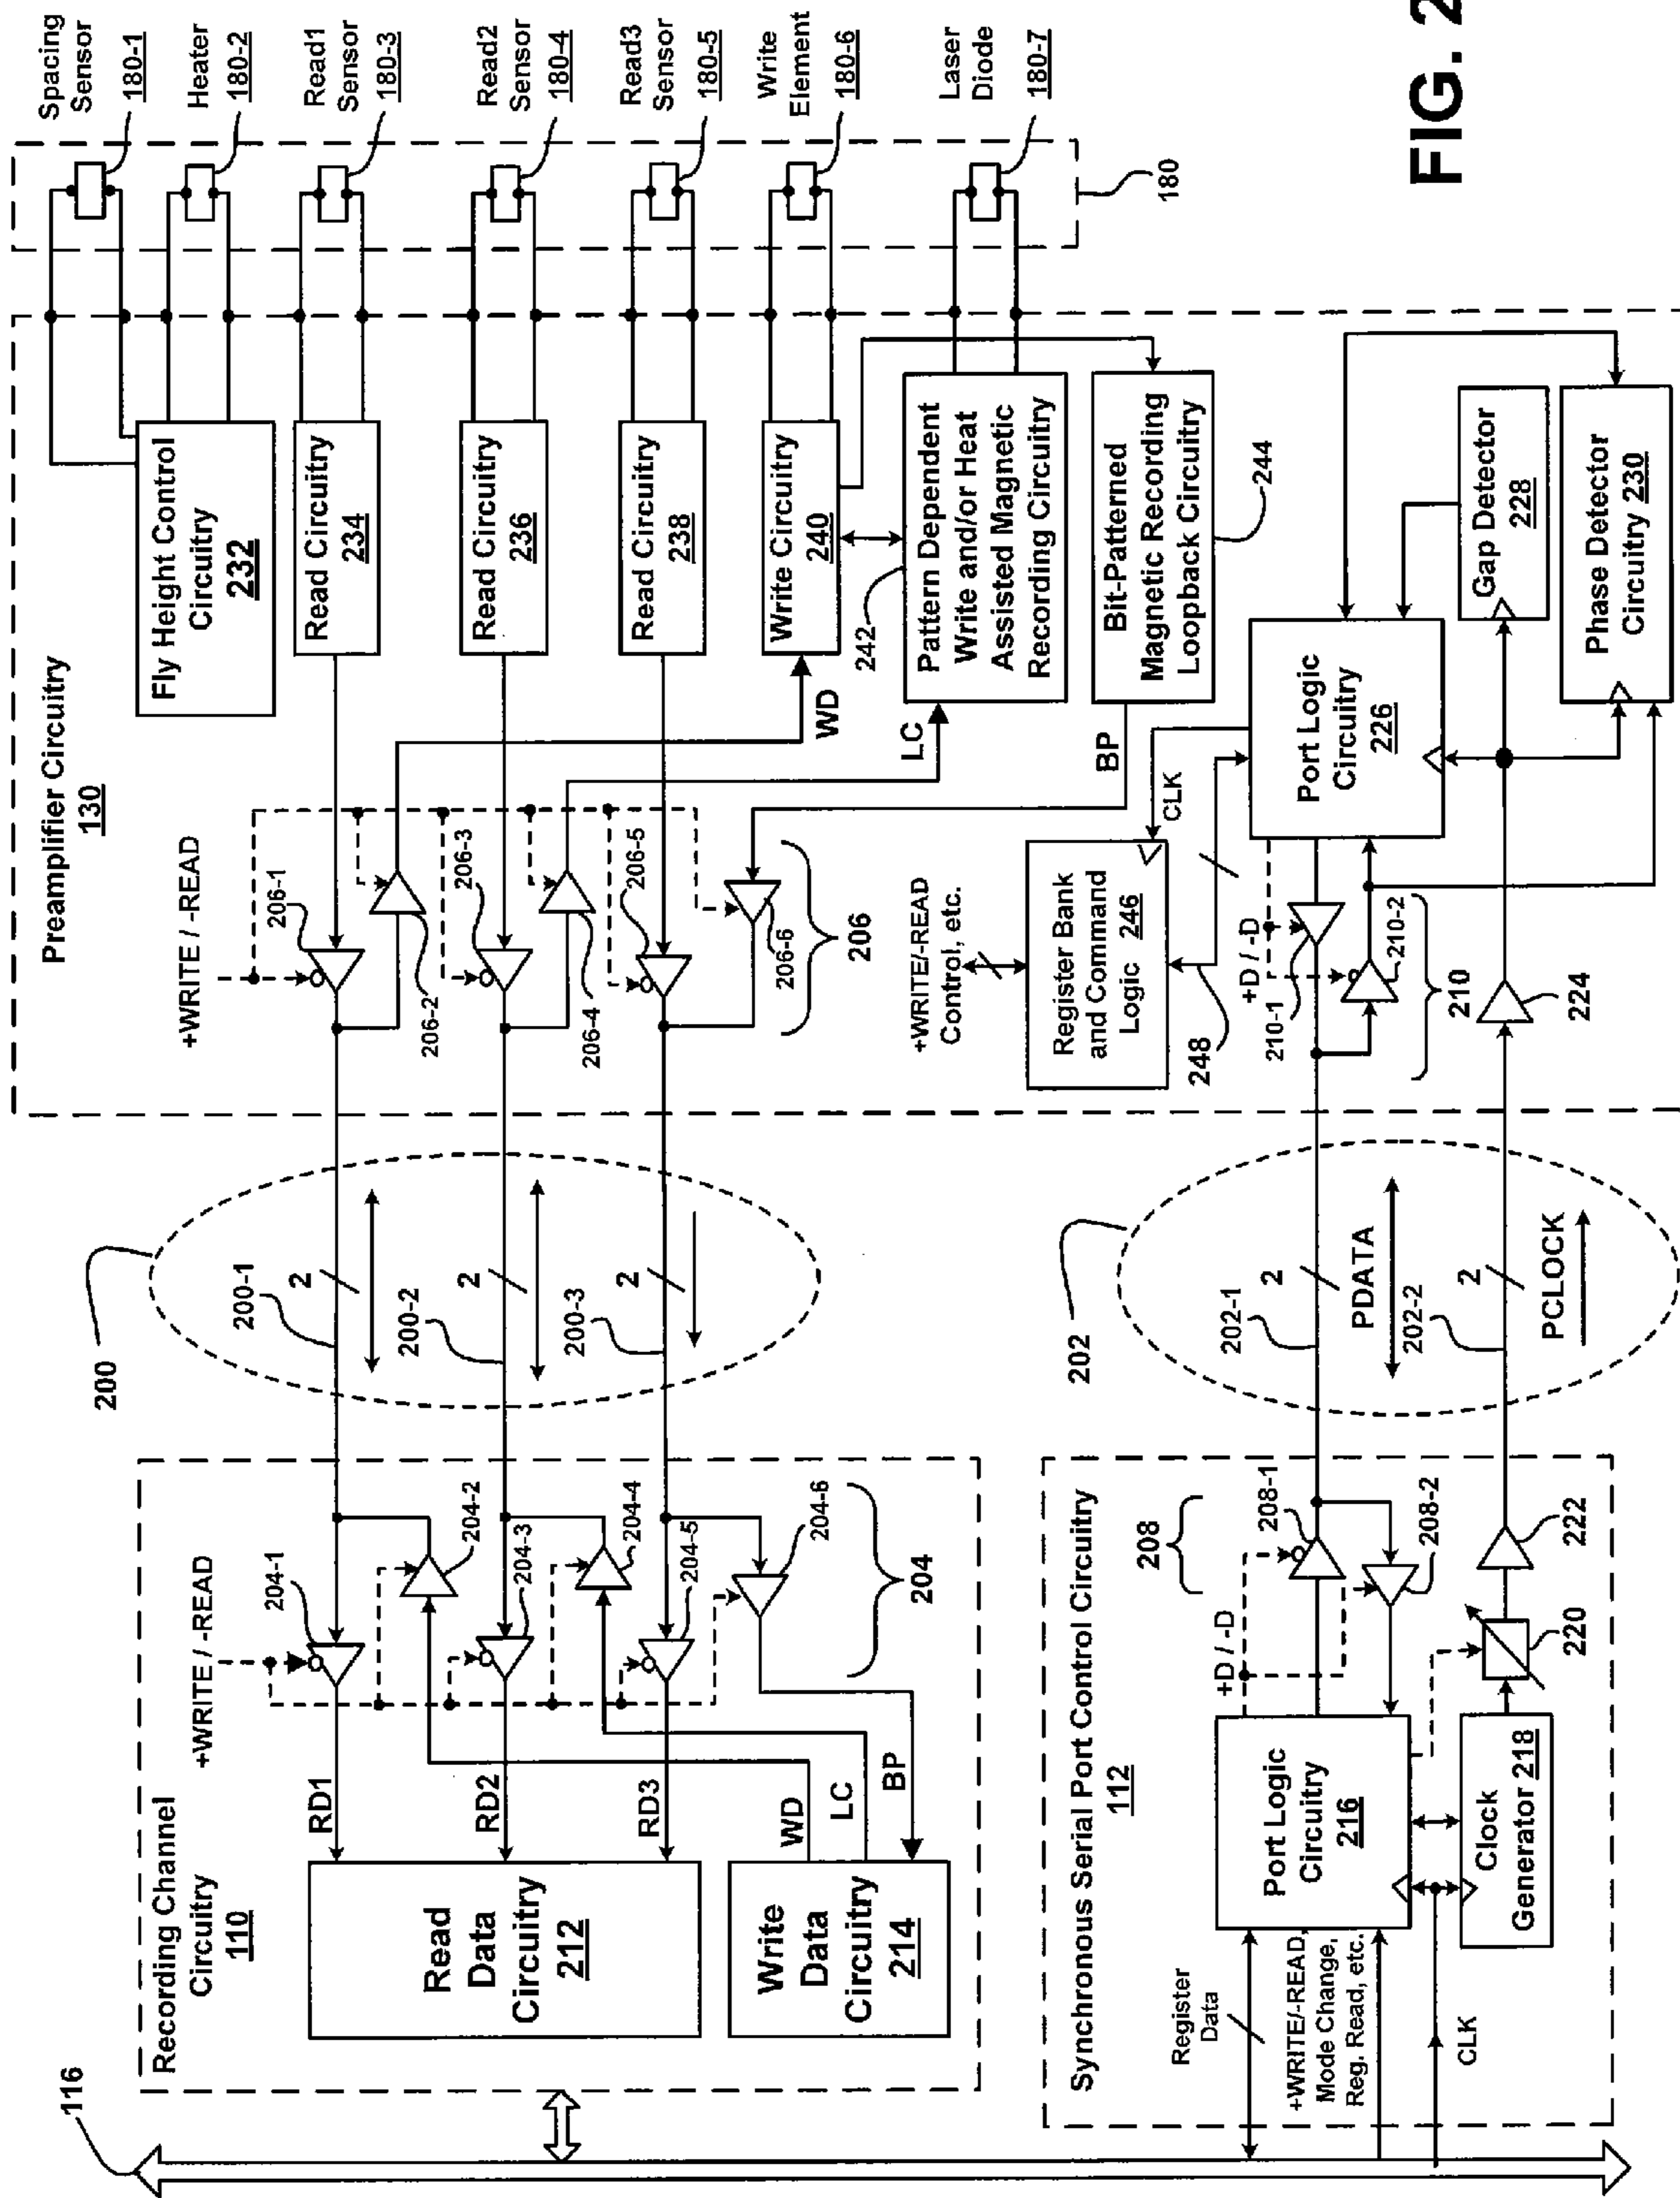 Spacing
Sensor
180-1
Heater
180-2
Read1
Sensor
180-3
Read2
Sensor
180-4
Read3
Sensor
180-5
Write
Element
180-6
Laser
Diode
180-7
180
FIG. 2
Preamplifier Circuitry
130
Fly Height Control
Circuitry
232
Read Circuitry
234
Read Circuitry
236
Read Circuitry
238
Write Circuitry
240
242
Pattern Dependent
Write and/or Heat
Assisted Magnetic
Recording Circuitry
Bit-Patterned
Magnetic Recording
Loopback Circuitry
244
WD
LC
BP
+WRITE / -READ
206-1
206-2
206-3
206-4
206-5
206-6
206
+WRITE/-READ
Control, etc.
Register Bank
and Command
Logic 246
CLK
248
Port Logic
Circuitry
226
Gap Detector
228
Phase Detector
Circuitry 230
+D / -D
210-1
210-2
210
224
200
200-1
2
200-2
2
200-3
2
202
202-1
2
PDATA
202-2
2
PCLOCK
Recording Channel
Circuitry
110
+WRITE / -READ
204-1
204-2
204-3
204-4
204-5
204-6
204
RD1
RD2
RD3
WD
LC
BP
Read
Data
Circuitry
212
Write
Data
Circuitry
214
Synchronous Serial Port Control Circuitry
112
208
208-1
208-2
+D / -D
222
220
Port Logic
Circuitry
216
Clock
Generator 218
Register
Data
+WRITE/-READ,
Mode Change,
Reg. Read, etc.
CLK
116